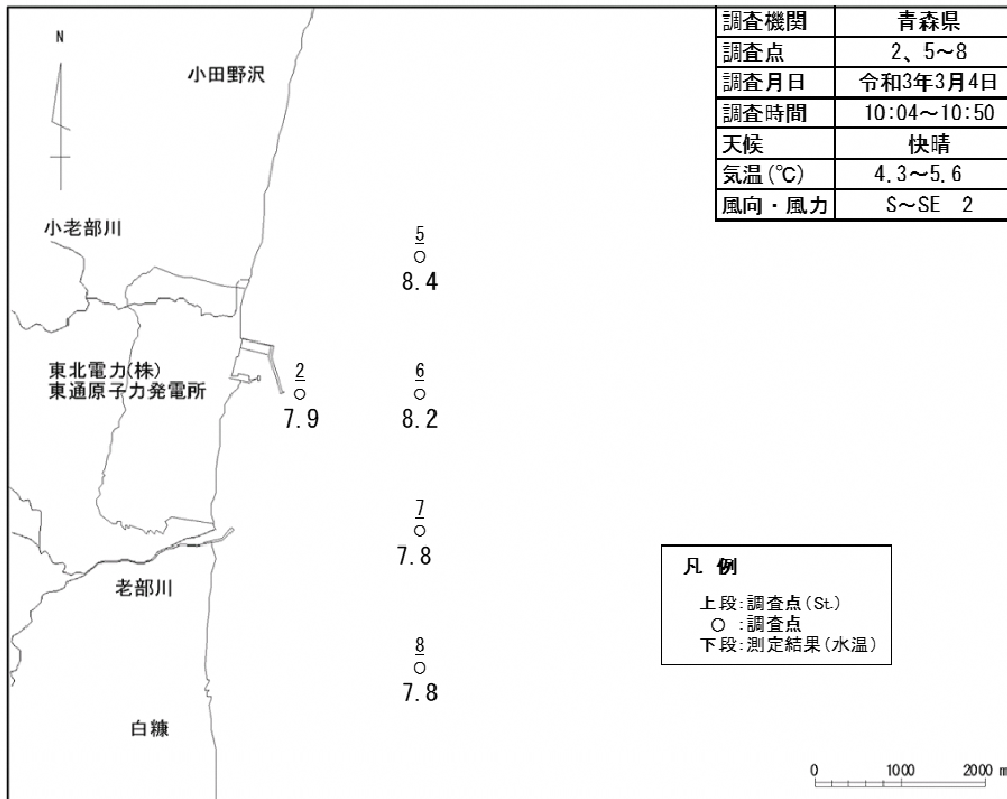 調査機関 青森県
調査点 2、5～8
調査月日 令和3年3月4日
調査時間 10:04～10:50
天候 快晴
気温(℃) 4.3～5.6
風向・風力 S～SE 2
N
小田野沢
小老部川
5
8.4
東北電力(株)
東通原子力発電所
2
7.9
6
8.2
7
7.8
老部川
8
7.8
白糠
凡 例
上段:調査点(St.)
○ :調査点
下段:測定結果(水温)
0 1000 2000 m